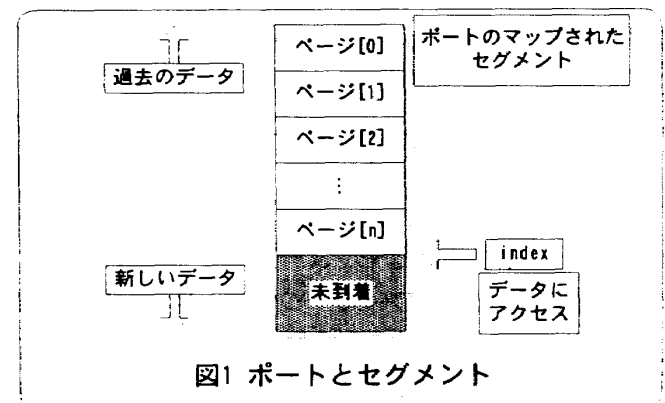 過去のデータ
新しいデータ
ページ[0]
ページ[1]
ページ[2]
⋮
ページ[n]
未到着
ポートのマップされた
セグメント
index
データに
アクセス
図1 ポートとセグメント